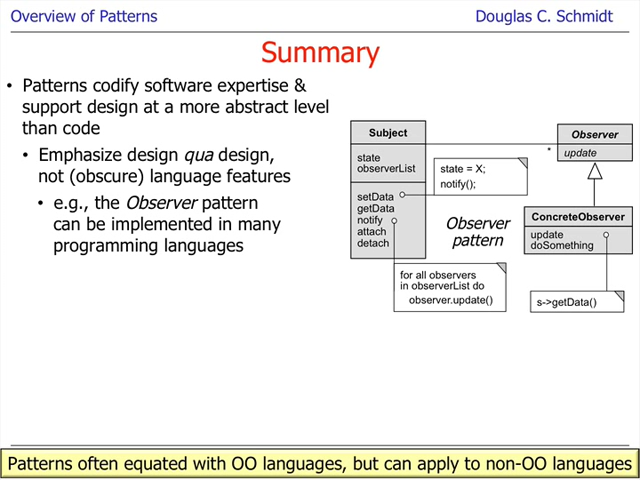 Overview of Patterns
Douglas C. Schmidt
Summary
• Patterns codify software expertise &
support design at a more abstract level
than code
• Emphasize design qua design,
not (obscure) language features
• e.g., the Observer pattern
can be implemented in many
programming languages
Subject
state
observerList
setData
getData
notify
attach
detach
state = X;
notify();
for all observers
in observerList do
observer.update()
Observer
pattern
*
Observer
update
ConcreteObserver
update
doSomething
s->getData()
Patterns often equated with OO languages, but can apply to non-OO languages